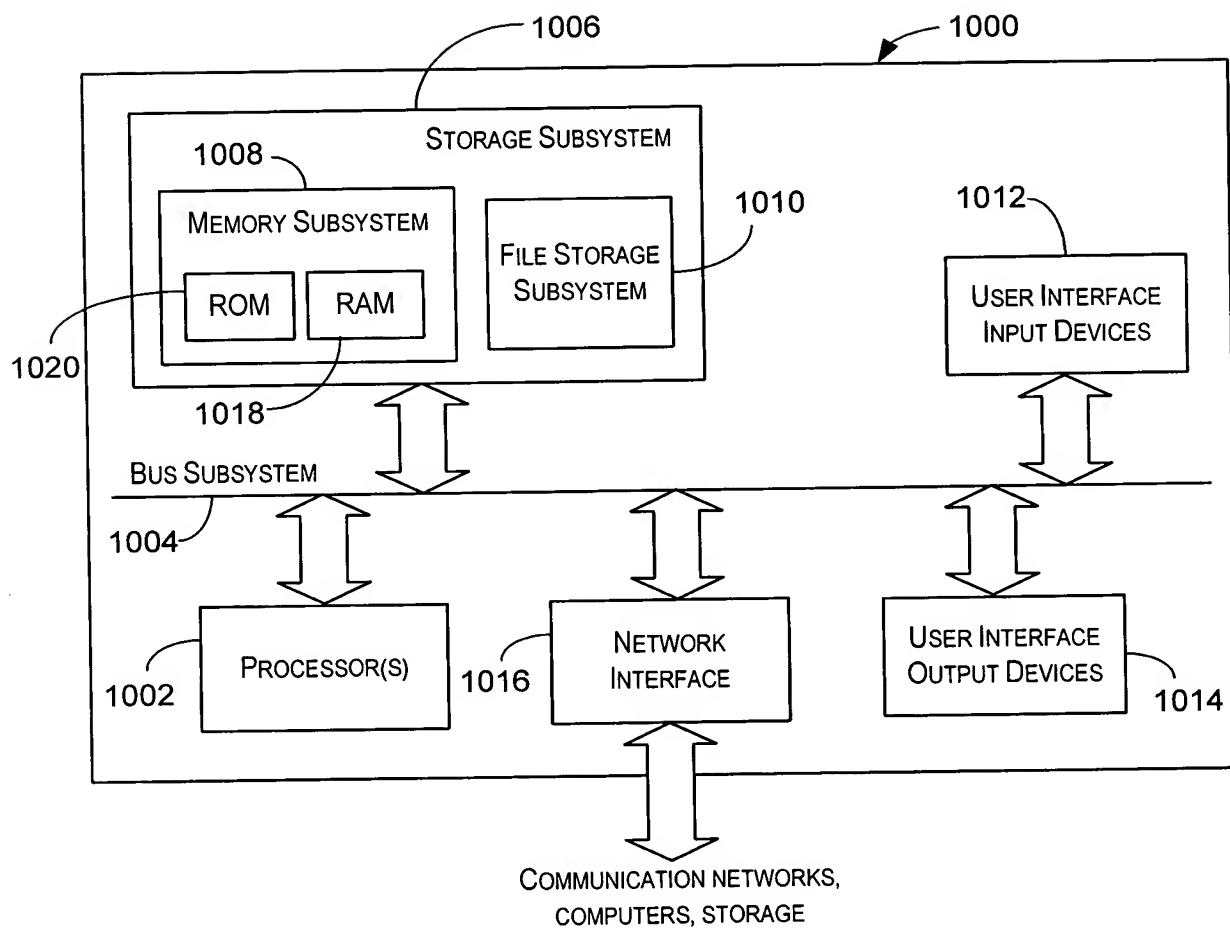 1006
1000
STORAGE SUBSYSTEM
1008
MEMORY SUBSYSTEM
1010
1012
FILE STORAGE
SUBSYSTEM
ROM
RAM
USER INTERFACE
INPUT DEVICES
1020
1018
BUS SUBSYSTEM
1004
PROCESSOR(S)
NETWORK
INTERFACE
USER INTERFACE
OUTPUT DEVICES
1002
1016
1014
COMMUNICATION NETWORKS,
COMPUTERS, STORAGE